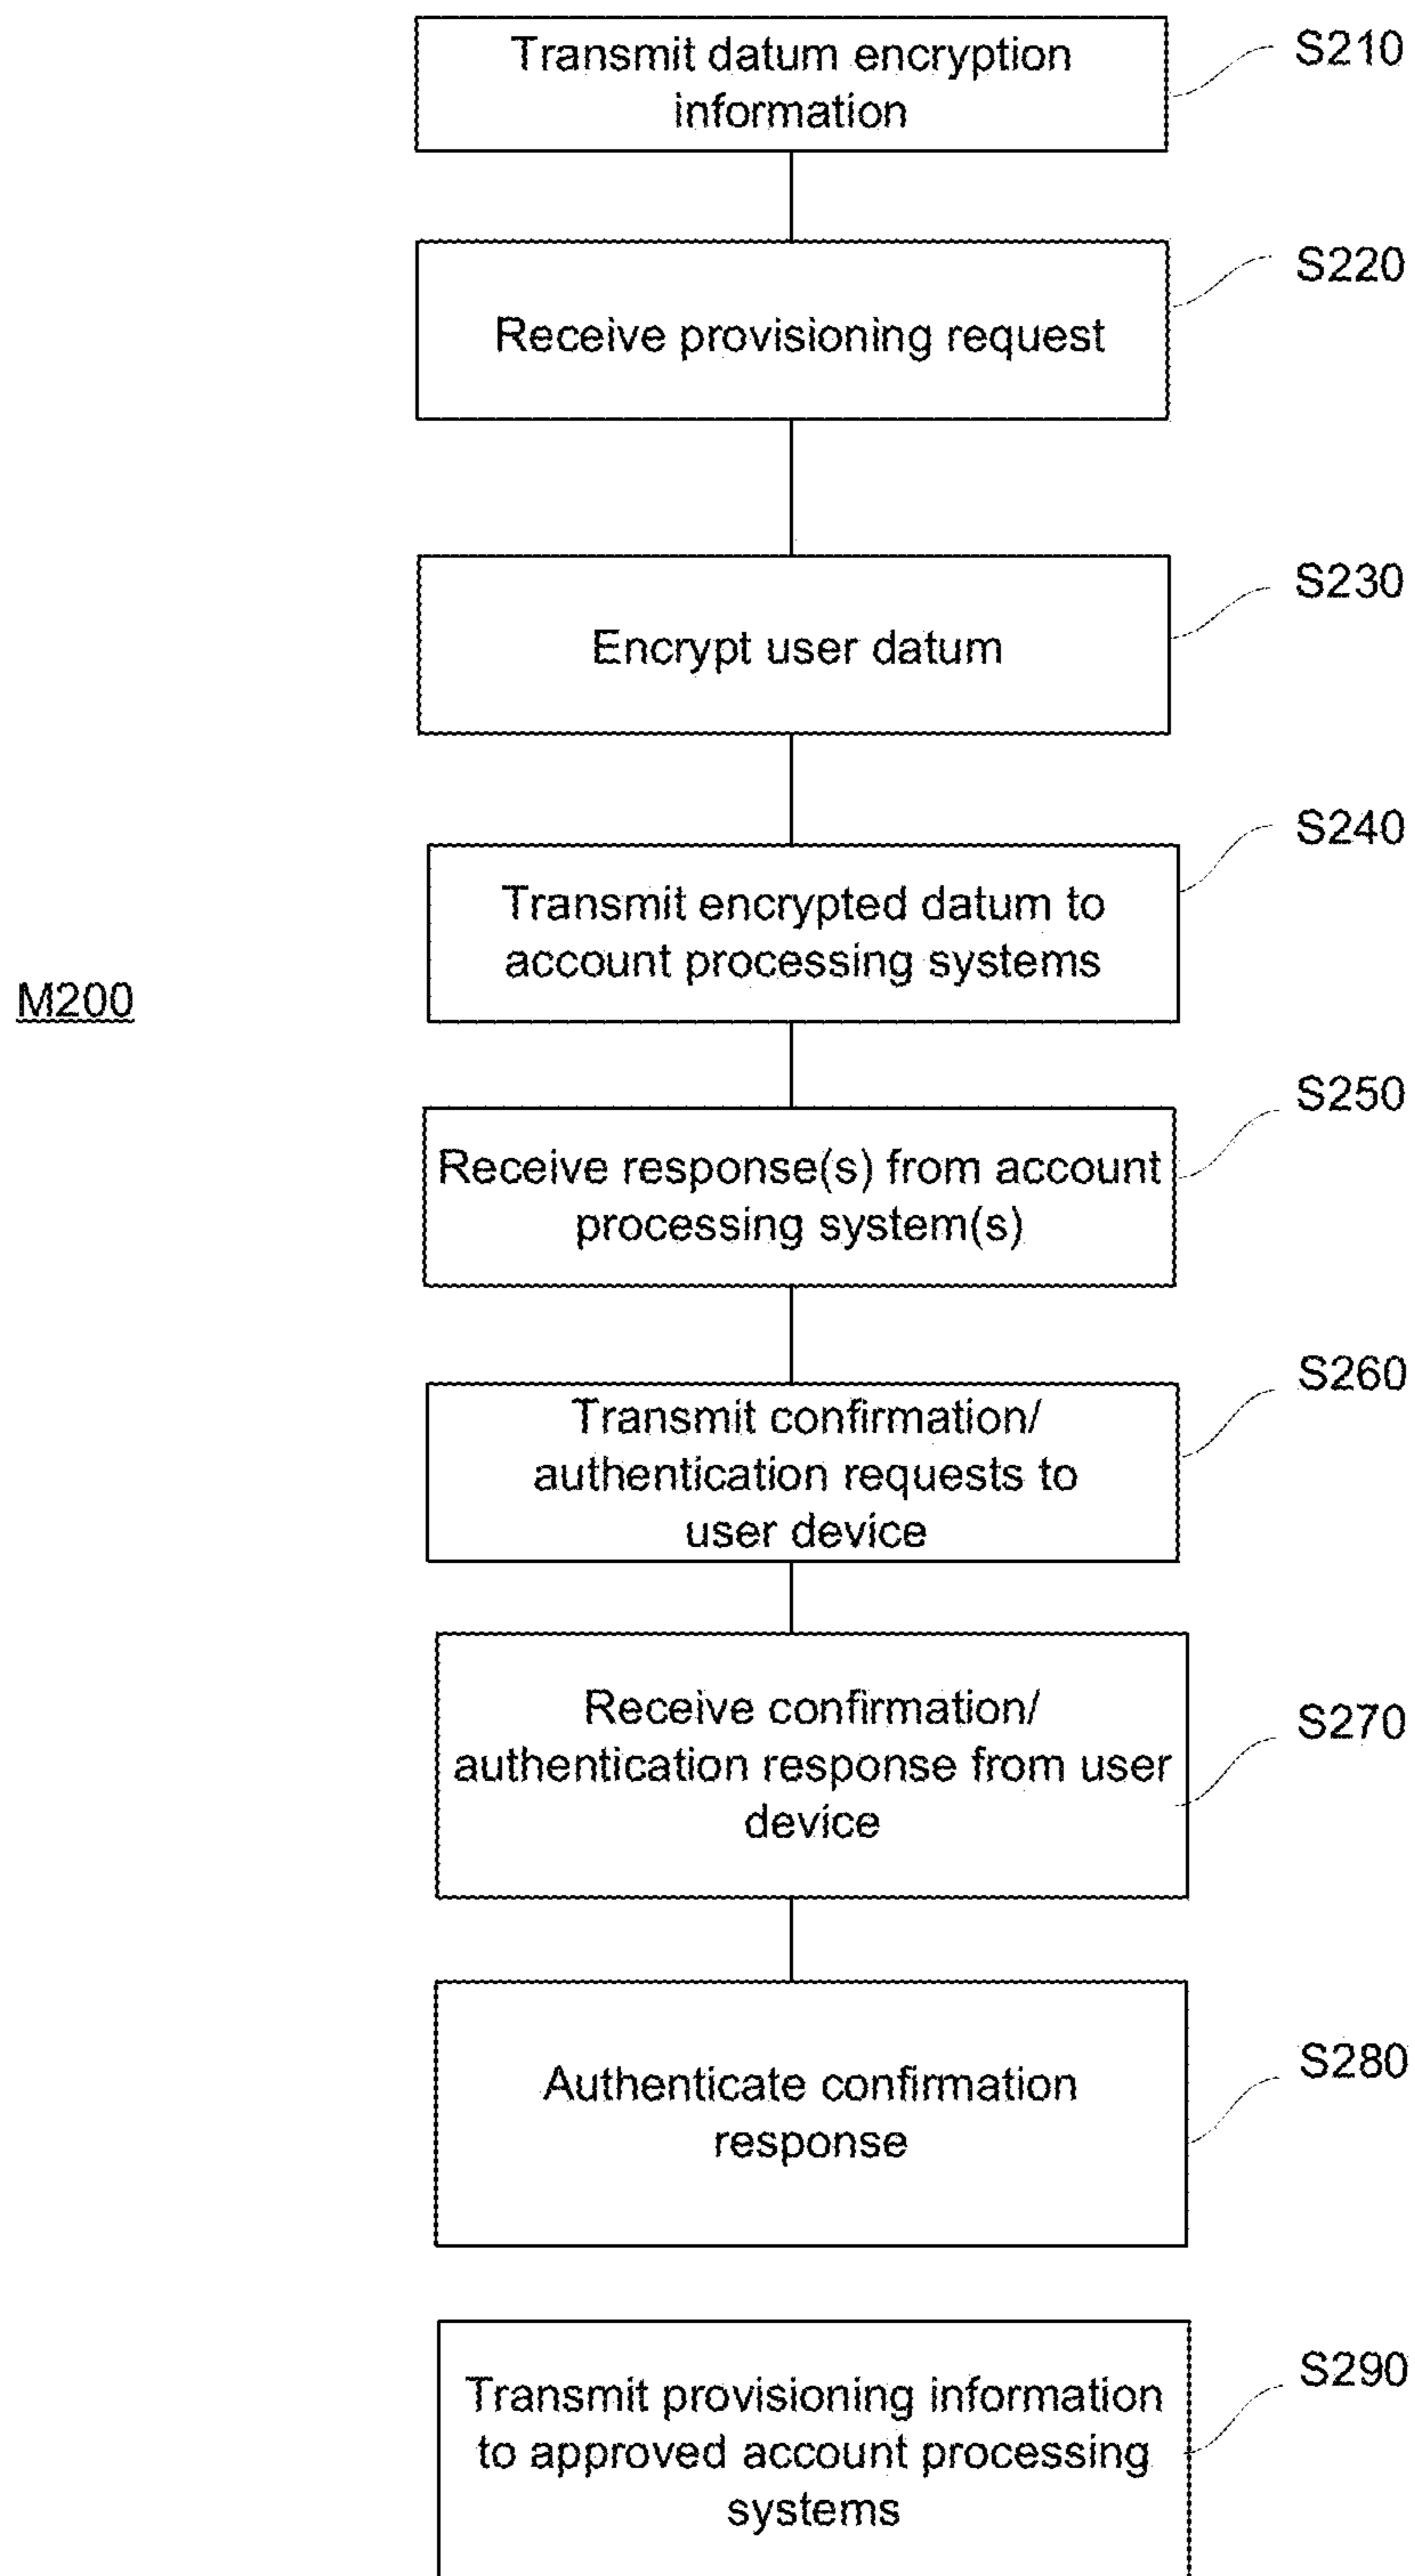 Transmit datum encryption
information
S210
Receive provisioning request
S220
Encrypt user datum
S230
Transmit encrypted datum to
account processing systems
S240
M200
Receive response(s) from account
processing system(s)
S250
Transmit confirmation/
authentication requests to
user device
S260
Receive confirmation/
authentication response from user
device
S270
Authenticate confirmation
response
S280
Transmit provisioning information
to approved account processing
systems
S290